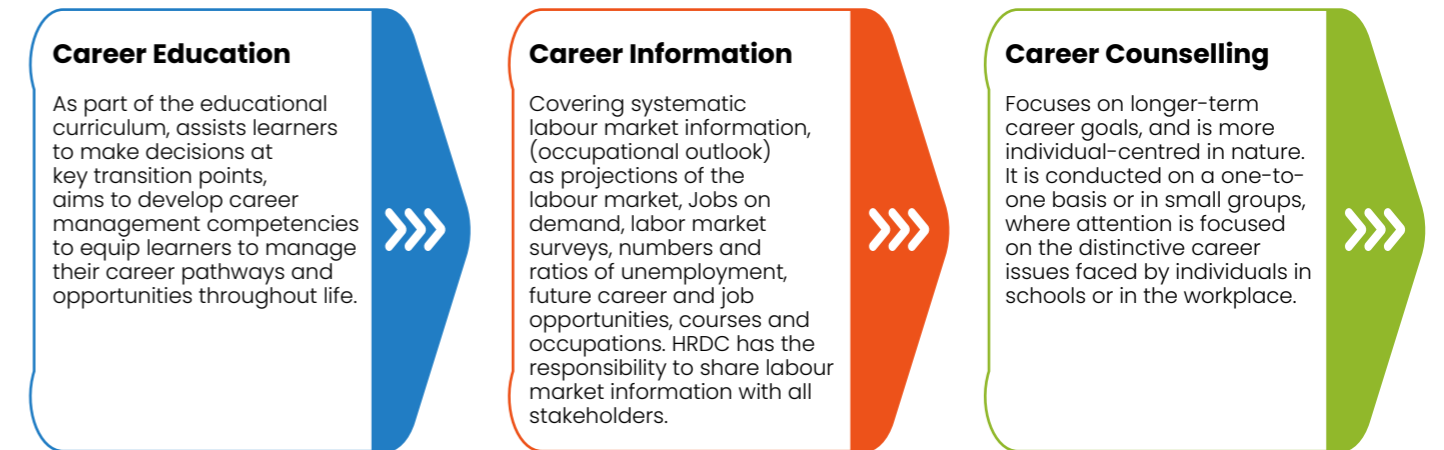 Career Education
As part of the educational
curriculum, assists learners
to make decisions at
key transition points,
aims to develop career
management competencies
to equip learners to manage
their career pathways and
opportunities throughout life.
Career Information
Covering systematic
labour market information,
(occupational outlook)
as projections of the
labour market, Jobs on
demand, labor market
surveys, numbers and
ratios of unemployment,
future career and job
opportunities, courses and
occupations. HRDC has the
responsibility to share labour
market information with all
stakeholders.
Career Counselling
Focuses on longer-term
career goals, and is more
individual-centred in nature.
It is conducted on a one-to-
one basis or in small groups,
where attention is focused
on the distinctive career
issues faced by individuals in
schools or in the workplace.